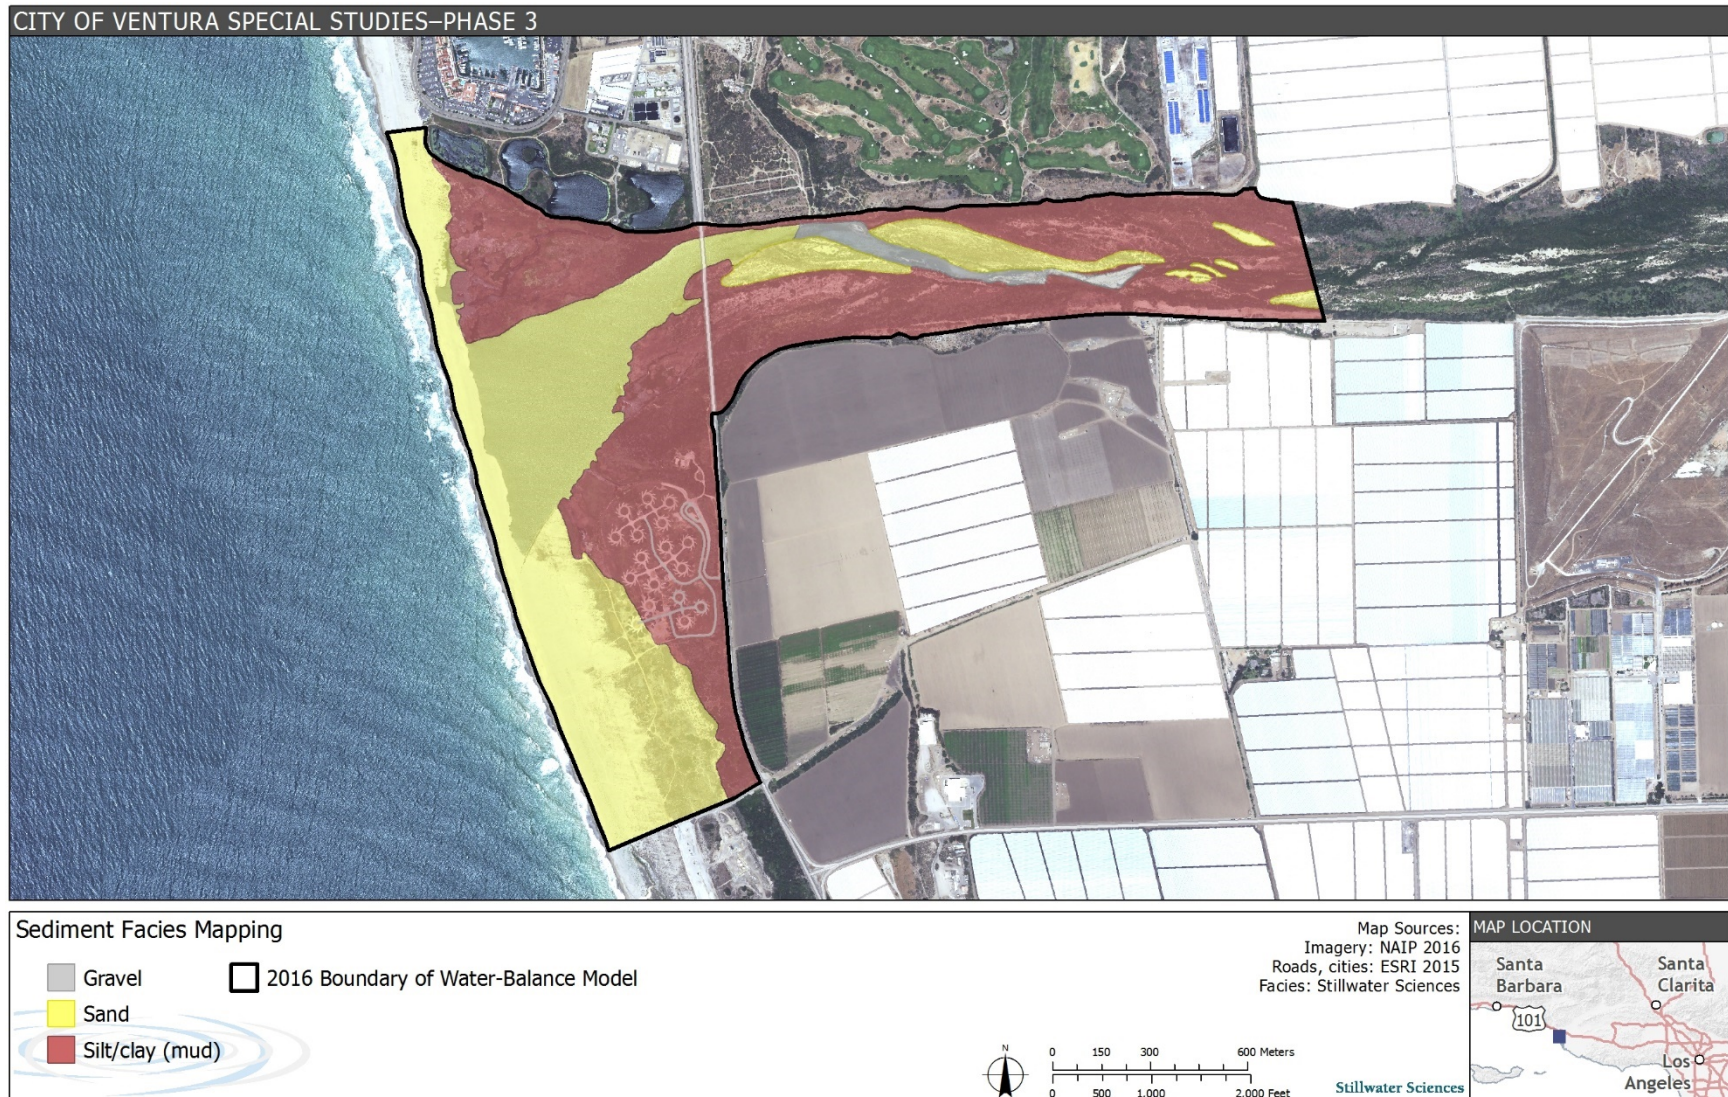 CITY OF VENTURA SPECIAL STUDIES–PHASE 3
Sediment Facies Mapping
Gravel
2016 Boundary of Water-Balance Model
Sand
Silt/clay (mud)
Map Sources:
Imagery: NAIP 2016
Roads, cities: ESRI 2015
Facies: Stillwater Sciences
N
0 150 300 600 Meters
0 500 1,000 2,000 Feet
Stillwater Sciences
MAP LOCATION
Santa
Barbara
Santa
Clarita
101
Los
Angeles